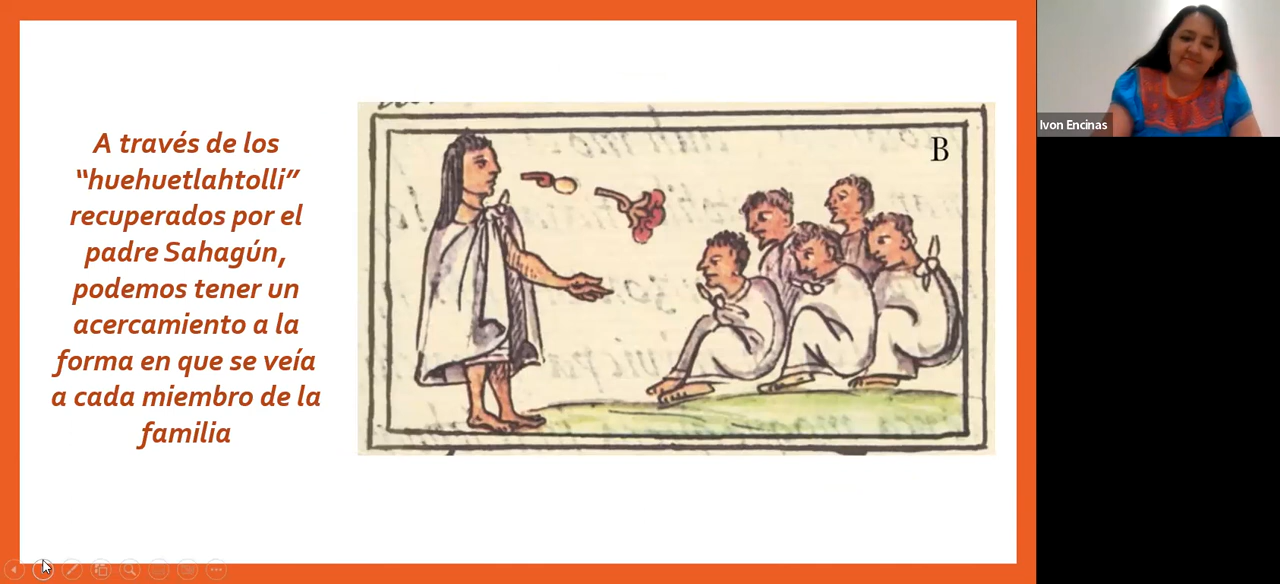 A través de los
“huehuetlahtolli”
recuperados por el
padre Sahagún,
podemos tener un
acercamiento a la
forma en que se veía
a cada miembro de la
familia
B
Ivon Encinas